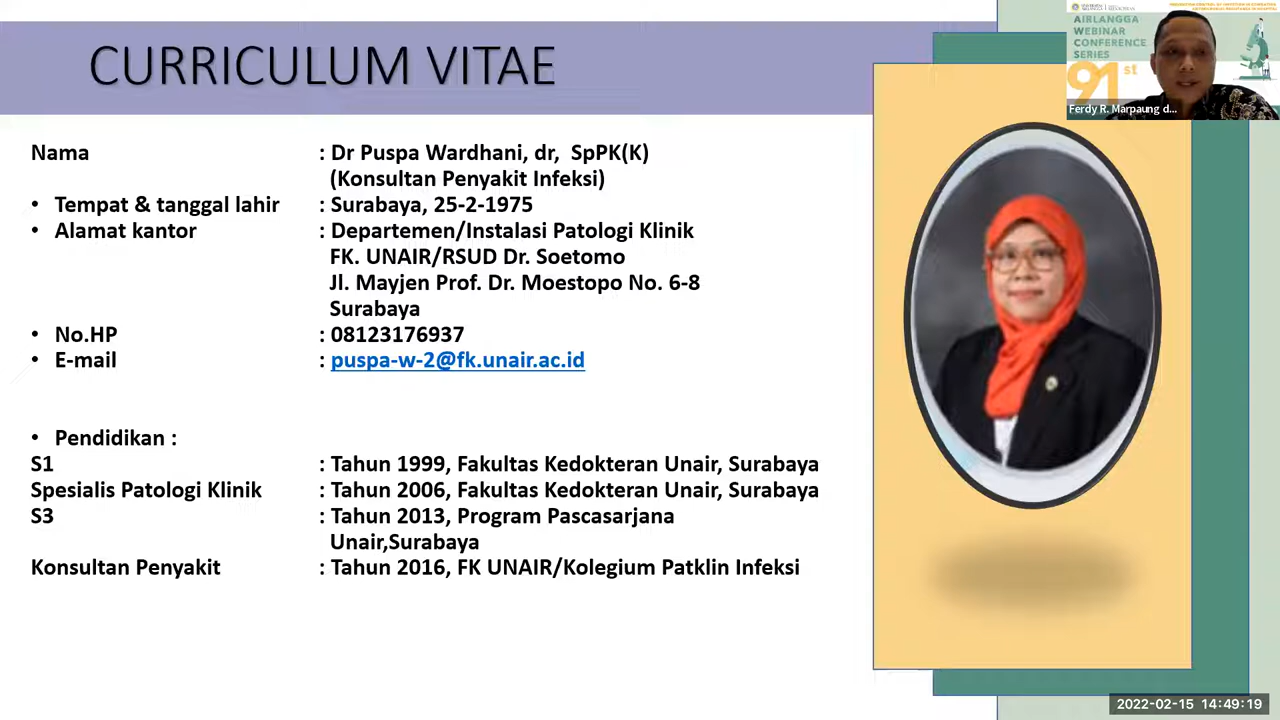 CURRICULUM VITAE
Nama : Dr Puspa Wardhani, dr, SpPK(K)
(Konsultan Penyakit Infeksi)
• Tempat & tanggal lahir : Surabaya, 25-2-1975
• Alamat kantor : Departemen/Instalasi Patologi Klinik
FK. UNAIR/RSUD Dr. Soetomo
Jl. Mayjen Prof. Dr. Moestopo No. 6-8
Surabaya
• No.HP : 08123176937
• E-mail : puspa-w-2@fk.unair.ac.id
• Pendidikan :
S1 : Tahun 1999, Fakultas Kedokteran Unair, Surabaya
Spesialis Patologi Klinik : Tahun 2006, Fakultas Kedokteran Unair, Surabaya
S3 : Tahun 2013, Program Pascasarjana
Unair,Surabaya
Konsultan Penyakit : Tahun 2016, FK UNAIR/Kolegium Patklin Infeksi
AIRLANGGA
WEBINAR
CONFERENCE
SERIES
91st
Ferdy R. Marpaung d...
2022-02-15 14:49:19